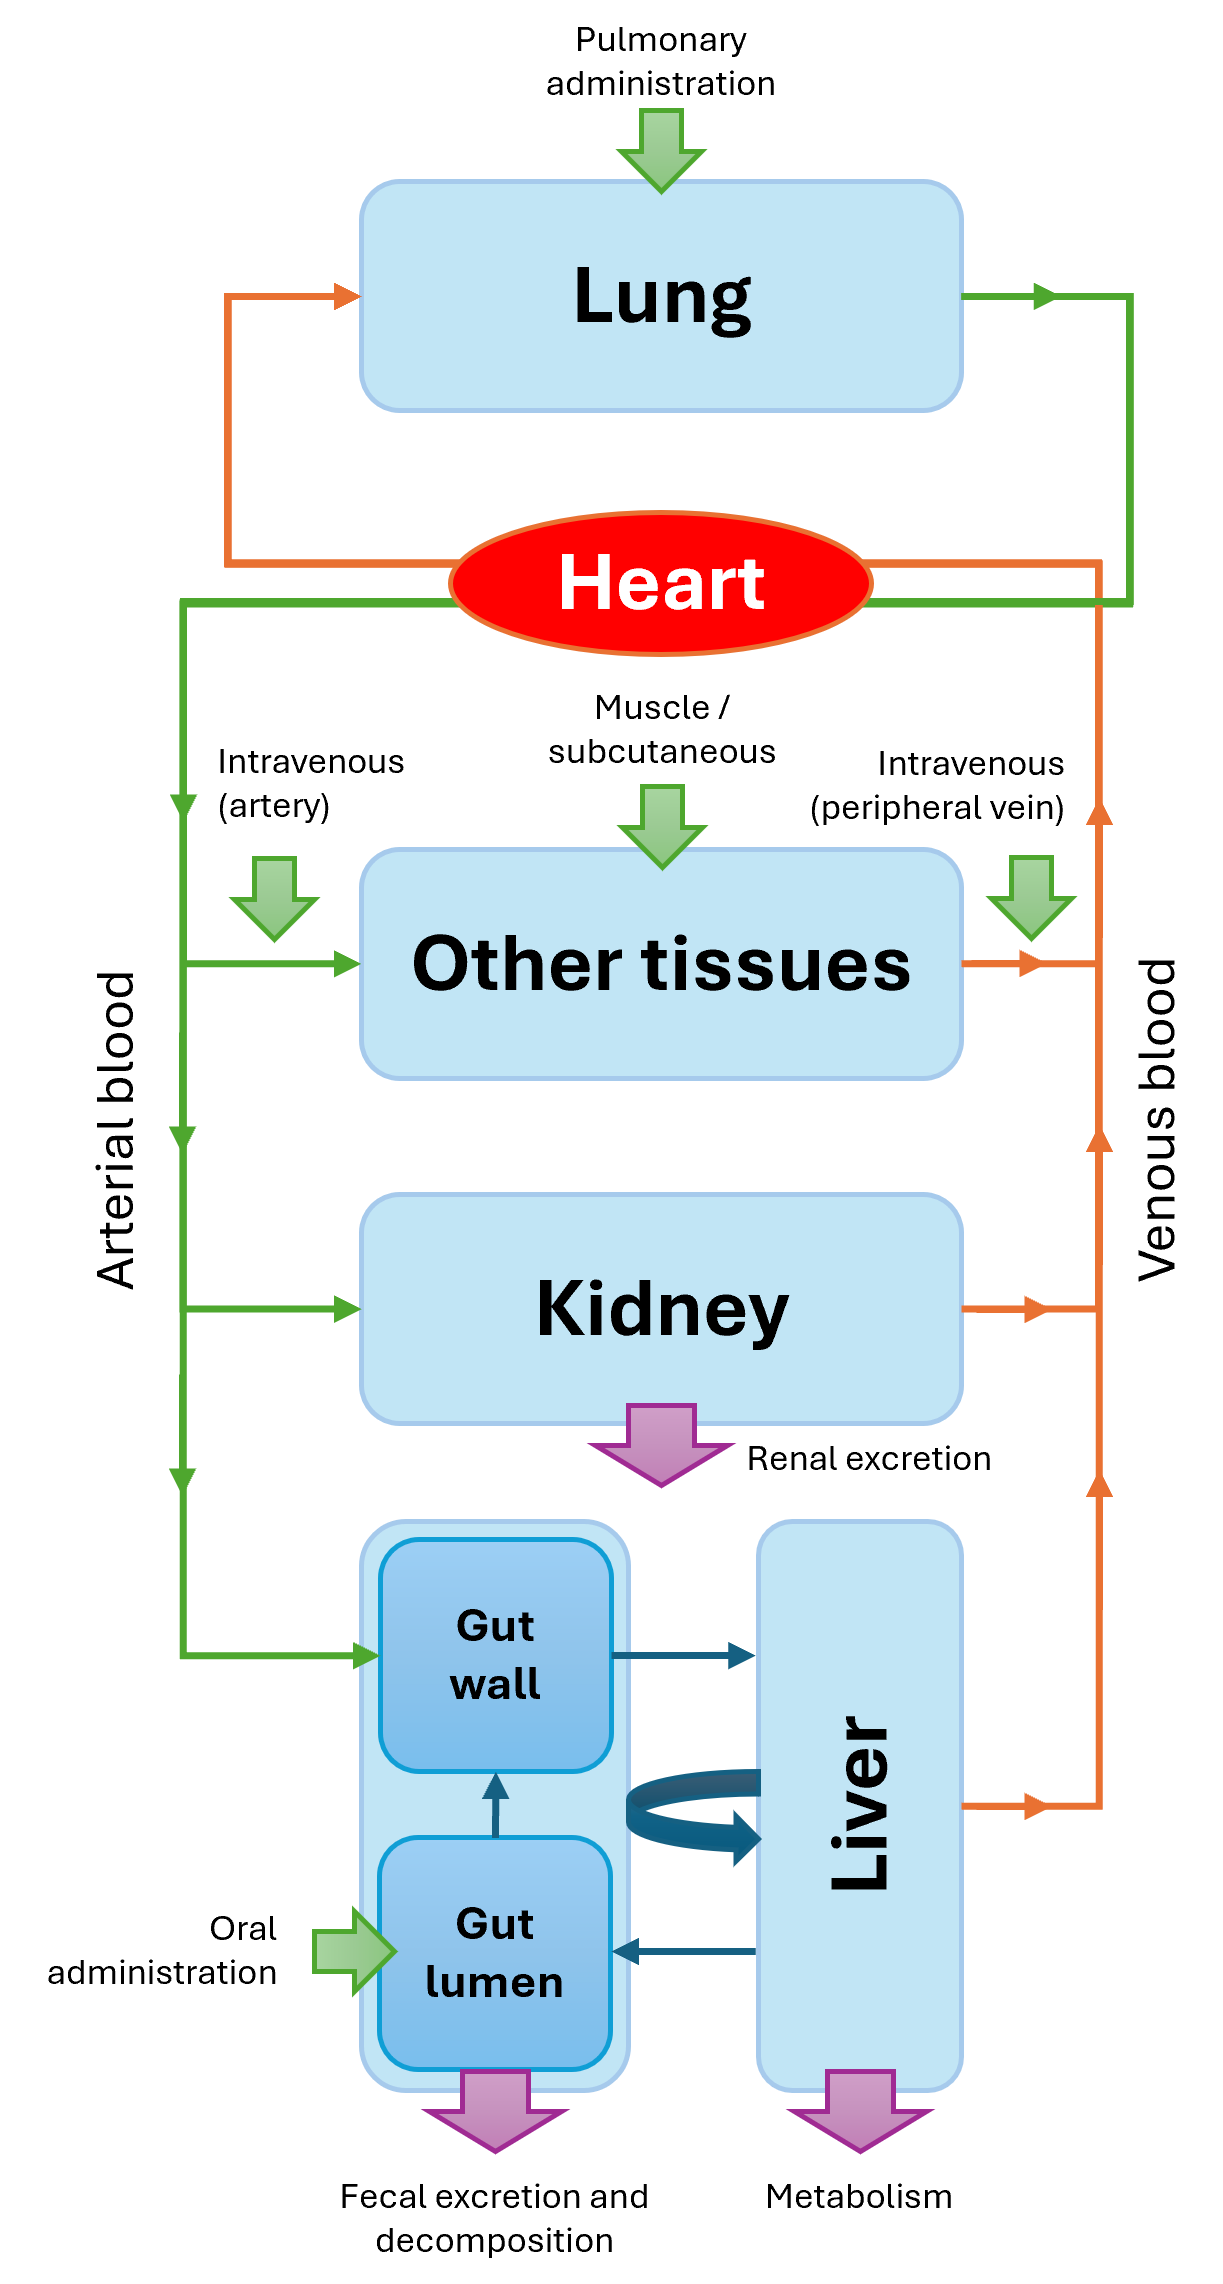 Pulmonary
administration
Lung
Heart
Muscle /
subcutaneous
Intravenous
(artery)
Intravenous
(peripheral vein)
Other tissues
Arterial blood
Venous blood
Kidney
Renal excretion
Gut
wall
Liver
Gut
lumen
Oral
administration
Fecal excretion and
decomposition
Metabolism